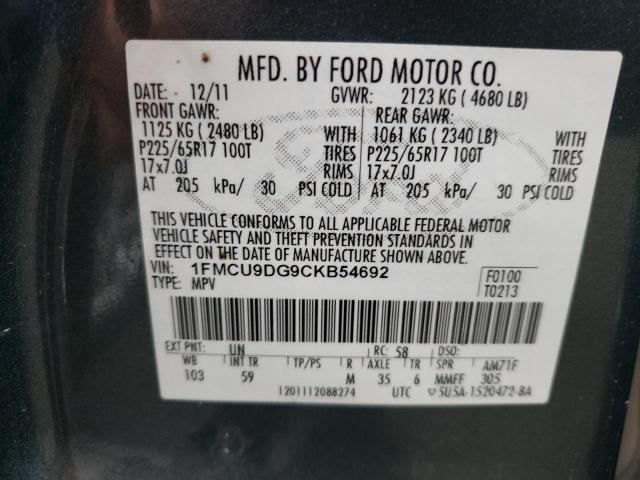 MFD. BY FORD MOTOR CO.
DATE: 12/11 GVWR: 2123 KG ( 4680 LB)
FRONT GAWR: REAR GAWR:
1125 KG ( 2480 LB) WITH 1061 KG ( 2340 LB) WITH
P225/65R17 100T TIRES P225/65R17 100T TIRES
17x7.0J RIMS 17x7.0J RIMS
AT 205 kPa/ 30 PSI COLD AT 205 kPa/ 30 PSI COLD
THIS VEHICLE CONFORMS TO ALL APPLICABLE FEDERAL MOTOR
VEHICLE SAFETY AND THEFT PREVENTION STANDARDS IN
EFFECT ON THE DATE OF MANUFACTURE SHOWN ABOVE.
VIN: 1FMCU9DG9CKB54692 F0100
TYPE: MPV T0213
EXT PNT: UN RC: 58 AM71F
WB INT TR TP/PS R AXLE TR SPR
103 59 M 35 6 MMFF 305
1201112088274 UTC 5U5A-1520472-BA
Ford